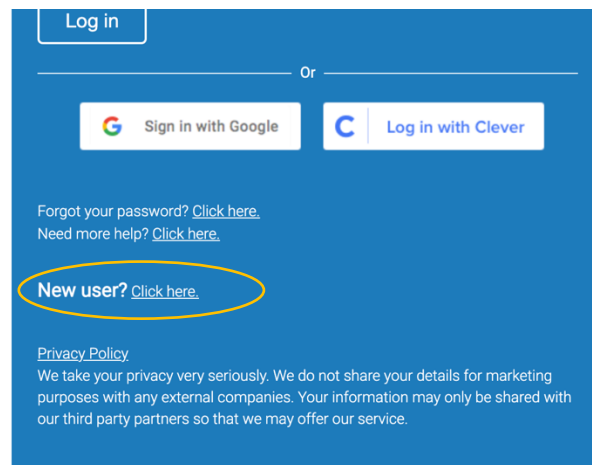 Log in
Or
G Sign in with Google
C Log in with Clever
Forgot your password? Click here.
Need more help? Click here.
New user? Click here.
Privacy Policy
We take your privacy very seriously. We do not share your details for marketing
purposes with any external companies. Your information may only be shared with
our third party partners so that we may offer our service.